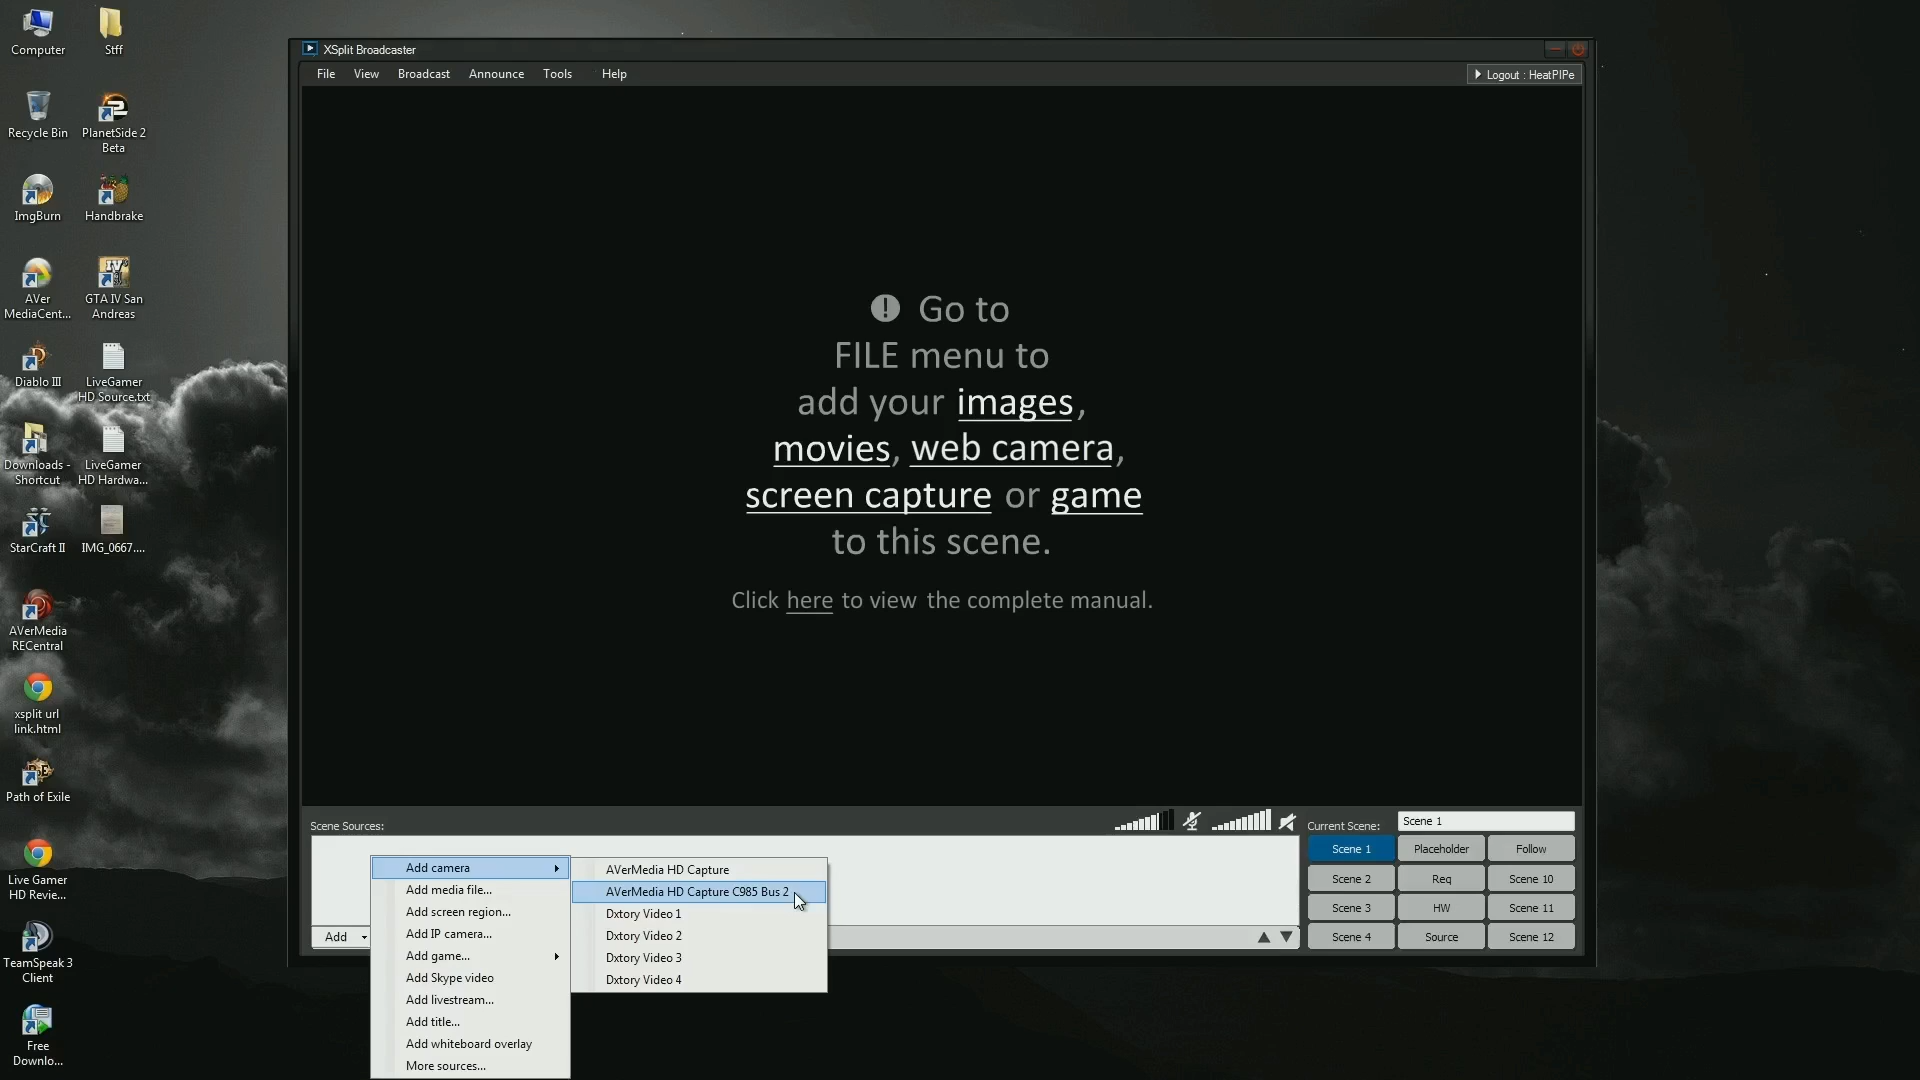 Computer
Stff
Recycle Bin
PlanetSide 2
Beta
ImgBurn
Handbrake
AVer
MediaCent...
GTA IV San
Andreas
Diablo III
LiveGamer
HD Source.txt
Downloads -
Shortcut
LiveGamer
HD Hardwa...
StarCraft II
IMG_0667....
AVerMedia
RECentral
xsplit url
link.html
Path of Exile
Live Gamer
HD Revie...
TeamSpeak 3
Client
Free
Downlo...
XSplit Broadcaster
File View Broadcast Announce Tools Help
Logout : HeatPIPe
! Go to
FILE menu to
add your images,
movies, web camera,
screen capture or game
to this scene.
Click here to view the complete manual.
Scene Sources:
Add
Add camera
Add media file...
Add screen region...
Add IP camera...
Add game...
Add Skype video
Add livestream...
Add title...
Add whiteboard overlay
More sources...
AVerMedia HD Capture
AVerMedia HD Capture C985 Bus 2
Dxtory Video 1
Dxtory Video 2
Dxtory Video 3
Dxtory Video 4
Current Scene: Scene 1
Scene 1 Placeholder Follow
Scene 2 Req Scene 10
Scene 3 HW Scene 11
Scene 4 Source Scene 12